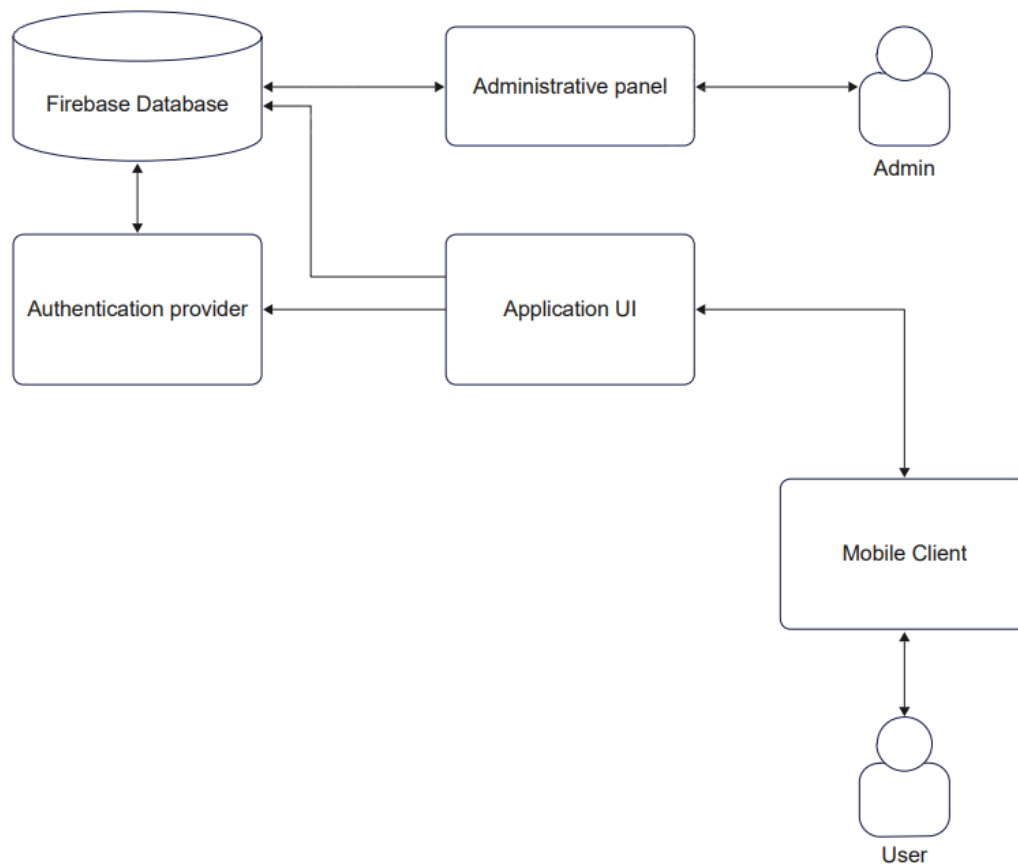 Firebase Database
Administrative panel
Admin
Authentication provider
Application UI
Mobile Client
User